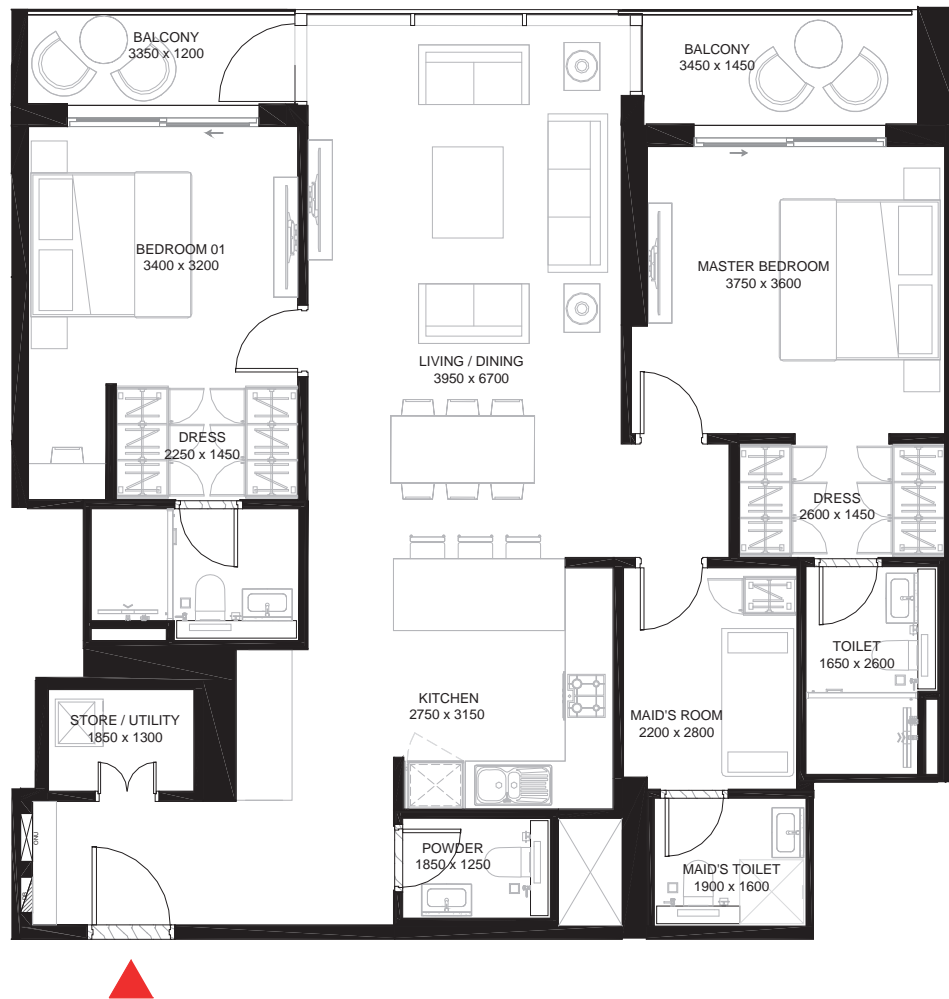 BALCONY
3350 x 1200
BALCONY
3450 x 1450
BEDROOM 01
3400 x 3200
MASTER BEDROOM
3750 x 3600
LIVING / DINING
3950 x 6700
DRESS
2250 x 1450
DRESS
2600 x 1450
TOILET
1650 x 2600
KITCHEN
2750 x 3150
MAID'S ROOM
2200 x 2800
STORE / UTILITY
1850 x 1300
POWDER
1850 x 1250
MAID'S TOILET
1900 x 1600